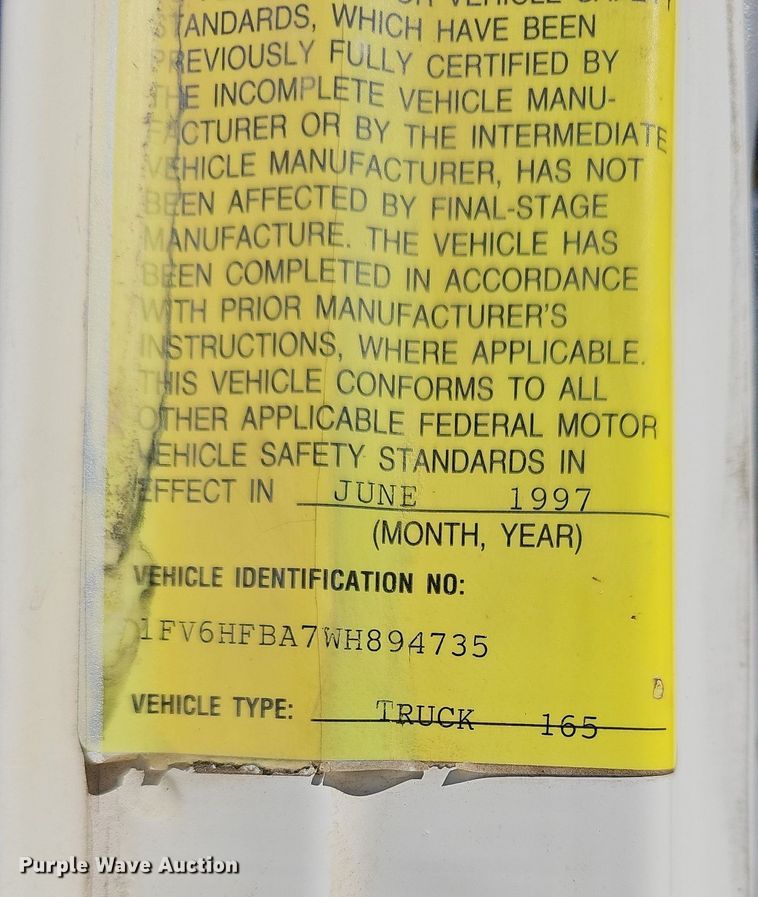 OR VEHICLE SAFETY
STANDARDS, WHICH HAVE BEEN
PREVIOUSLY FULLY CERTIFIED BY
THE INCOMPLETE VEHICLE MANU-
FACTURER OR BY THE INTERMEDIATE
VEHICLE MANUFACTURER, HAS NOT
BEEN AFFECTED BY FINAL-STAGE
MANUFACTURE. THE VEHICLE HAS
BEEN COMPLETED IN ACCORDANCE
WITH PRIOR MANUFACTURER'S
INSTRUCTIONS, WHERE APPLICABLE.
THIS VEHICLE CONFORMS TO ALL
OTHER APPLICABLE FEDERAL MOTOR
VEHICLE SAFETY STANDARDS IN
EFFECT IN JUNE 1997
(MONTH, YEAR)
VEHICLE IDENTIFICATION NO:
1FV6HFBA7WH894735
VEHICLE TYPE: TRUCK 165
Purple Wave Auction